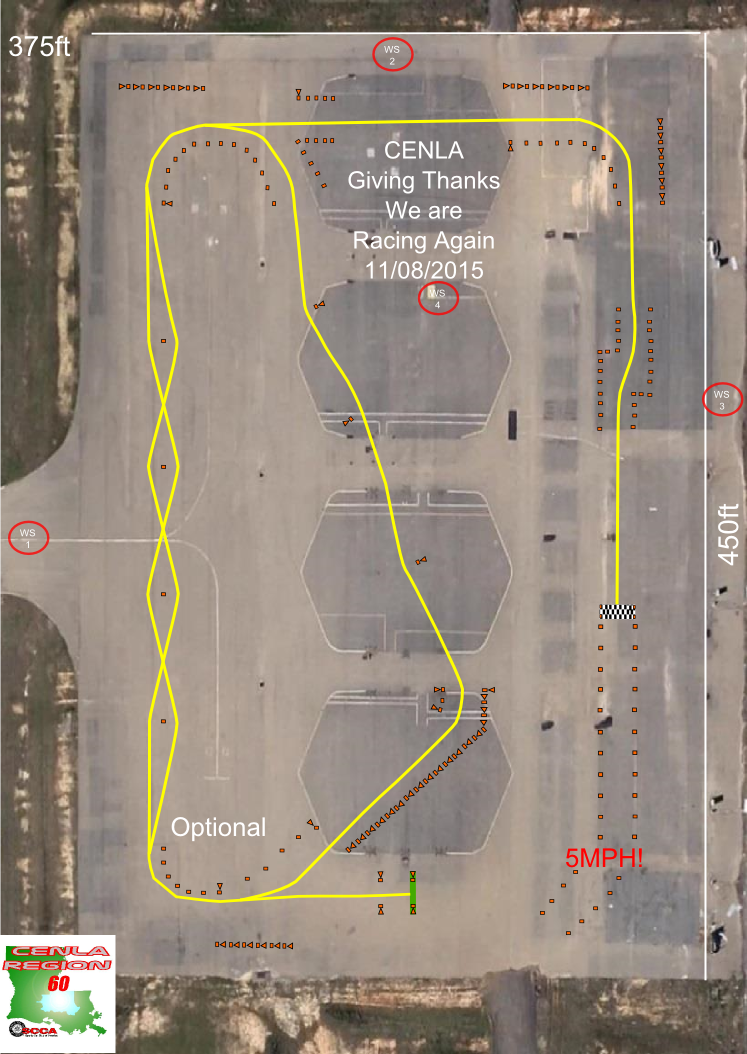 375ft
WS
2
CENLA
Giving Thanks
We are
Racing Again
11/08/2015
WS
4
WS
3
450ft
WS
1
Optional
5MPH!
CENLA
REGION
60
SCCA